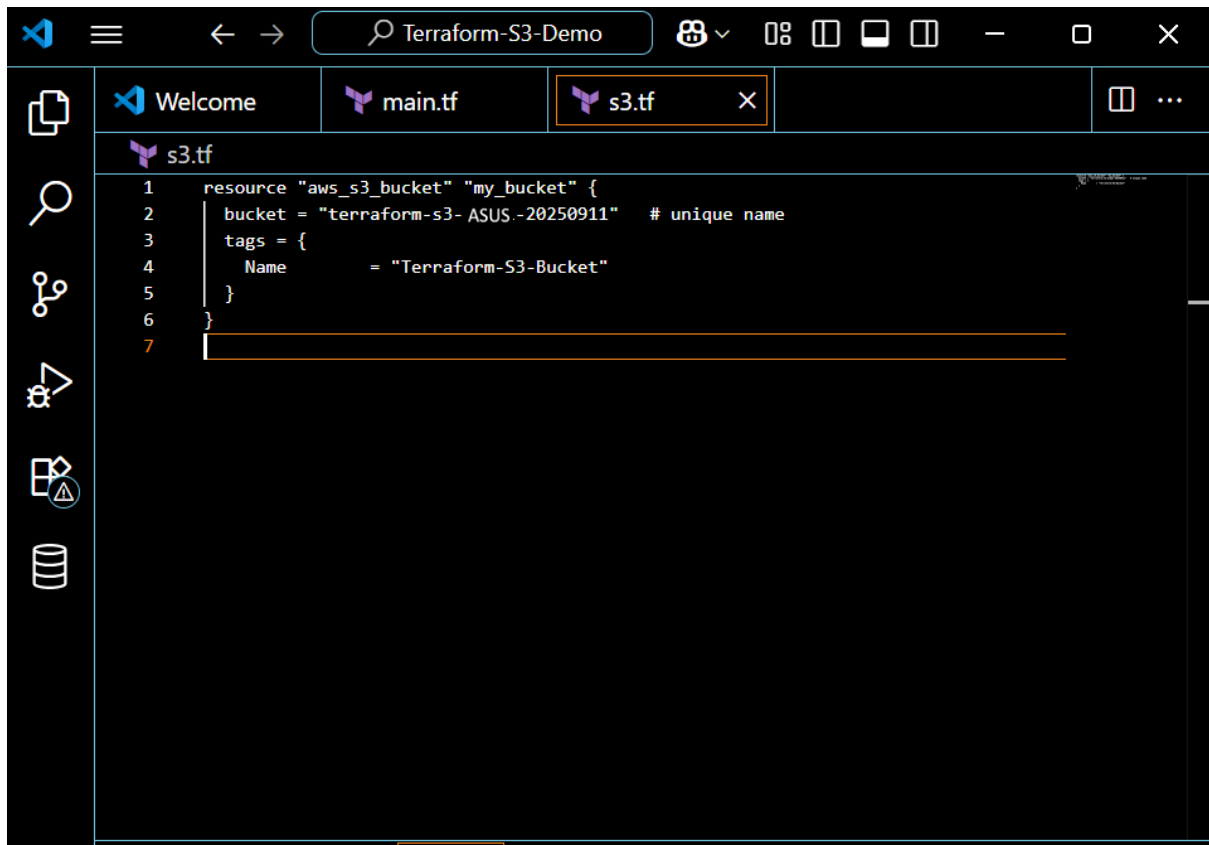 Terraform-S3-Demo
Welcome
main.tf
s3.tf
s3.tf
1 resource "aws_s3_bucket" "my_bucket" {
2 bucket = "terraform-s3- ASUS.-20250911" # unique name
3 tags = {
4 Name = "Terraform-S3-Bucket"
5 }
6 }
7